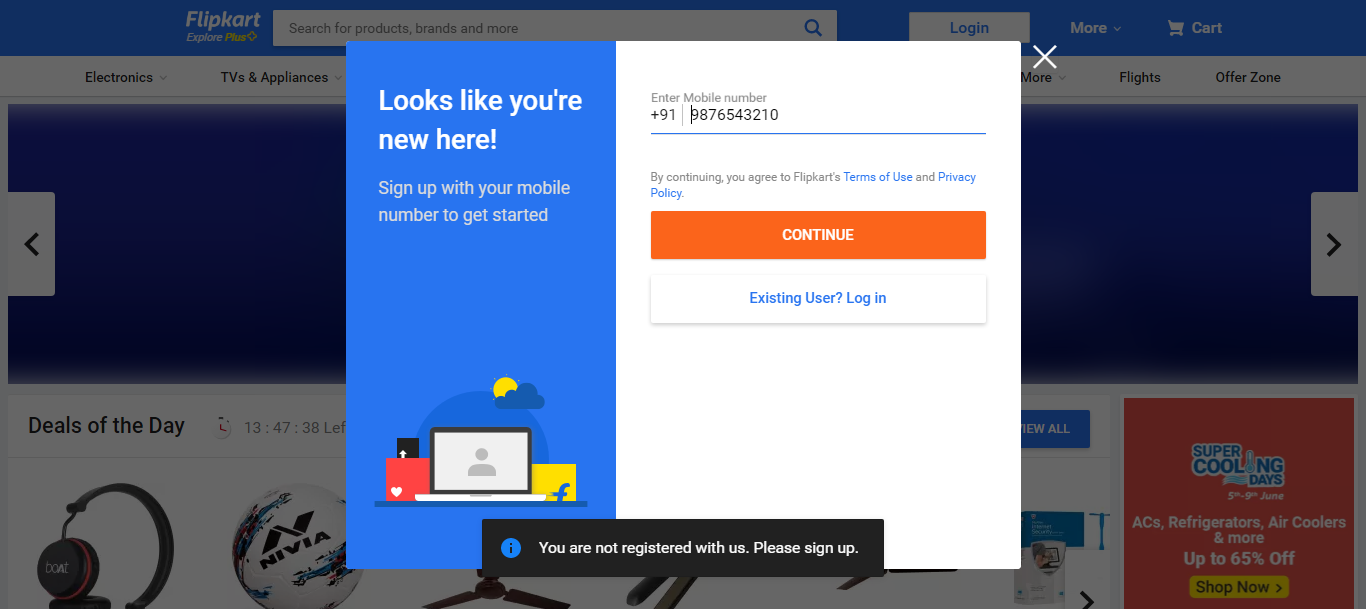 Flipkart
Explore Plus
Search for products, brands and more
Login
More
Cart
Electronics
TVs & Appliances
More
Flights
Offer Zone
Looks like you're
new here!
Sign up with your mobile
number to get started
Enter Mobile number
+91 9876543210
By continuing, you agree to Flipkart's Terms of Use and Privacy
Policy.
CONTINUE
Existing User? Log in
Deals of the Day
13 : 47 : 38 Lef
VIEW ALL
boAt
NIVIA
Internet
Security
SUPER
COOLING
DAYS
5th-9th June
ACs, Refrigerators, Air Coolers
& more
Up to 65% Off
Shop Now >
You are not registered with us. Please sign up.